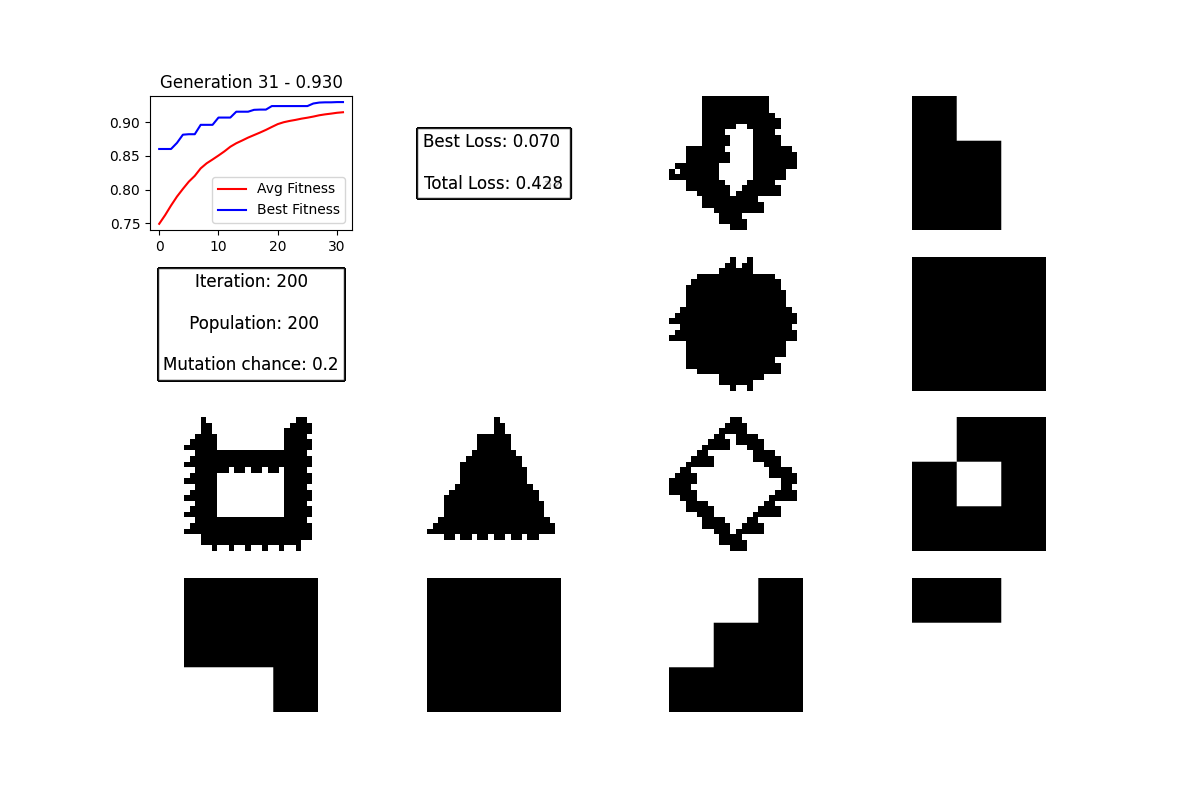 Generation 31 - 0.930
0.90
0.85
0.80
0.75
Avg Fitness
Best Fitness
0 10 20 30
Best Loss: 0.070
Total Loss: 0.428
Iteration: 200
Population: 200
Mutation chance: 0.2